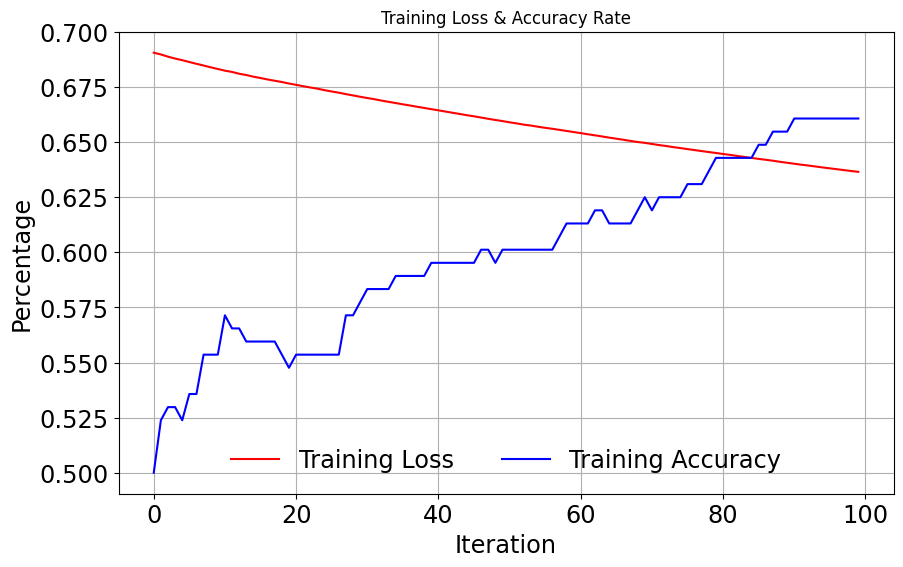 Training Loss & Accuracy Rate
0.700
0.675
0.650
0.625
0.600
0.575
0.550
0.525
0.500
Percentage
Training Loss
Training Accuracy
0 20 40 60 80 100
Iteration